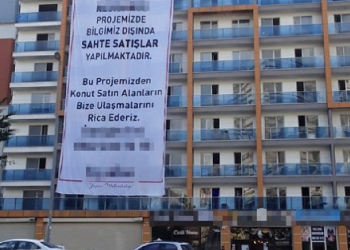 PROJEMİZDE
BİLGİMİZ DIŞINDA
SAHTE SATIŞLAR
YAPILMAKTADIR.
Bu Projemizden
Konut Satın Alanların
Bize Ulaşmalarını
Rica Ederiz.